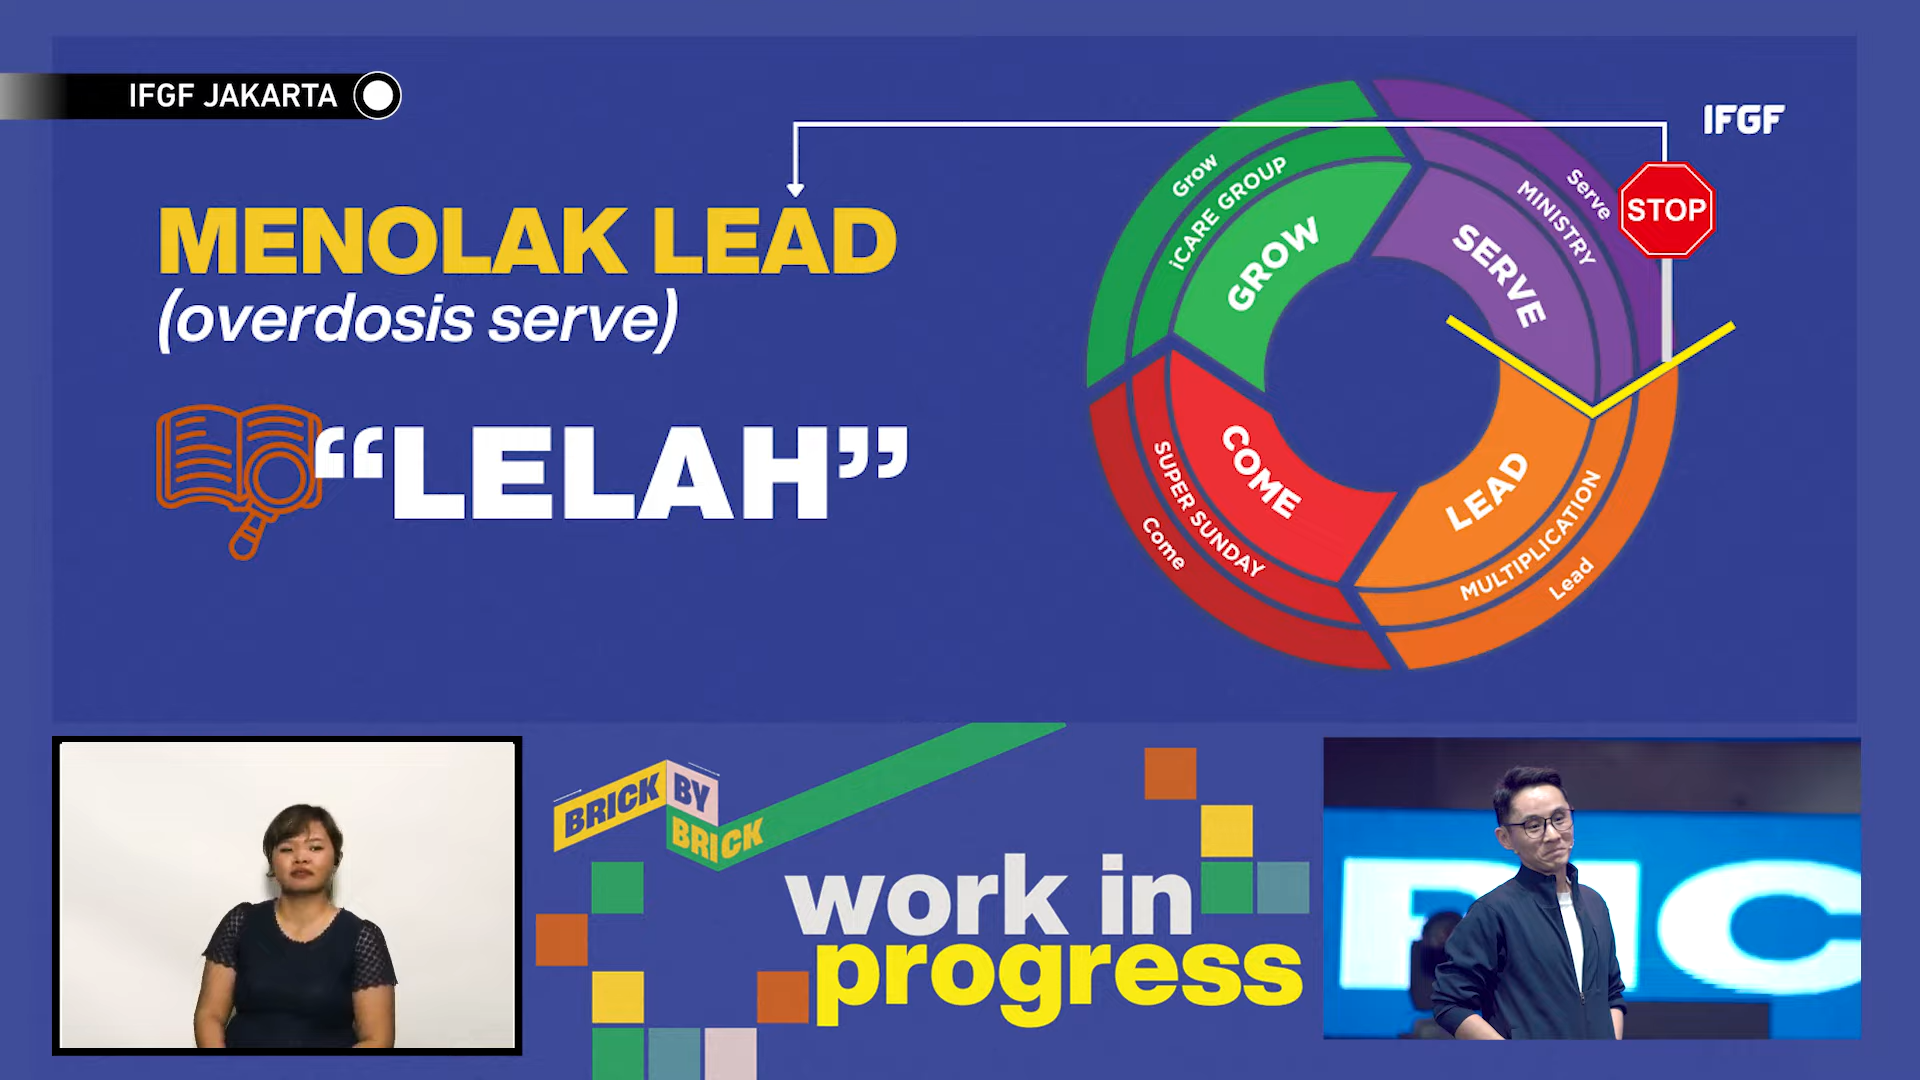 IFGF JAKARTA
IFGF
MENOLAK LEAD
(overdosis serve)
“LELAH”
Grow
iCARE GROUP
GROW
Serve
MINISTRY
SERVE
STOP
COME
SUPER SUNDAY
Come
LEAD
MULTIPLICATION
Lead
BRICK BY
BRICK
work in
progress